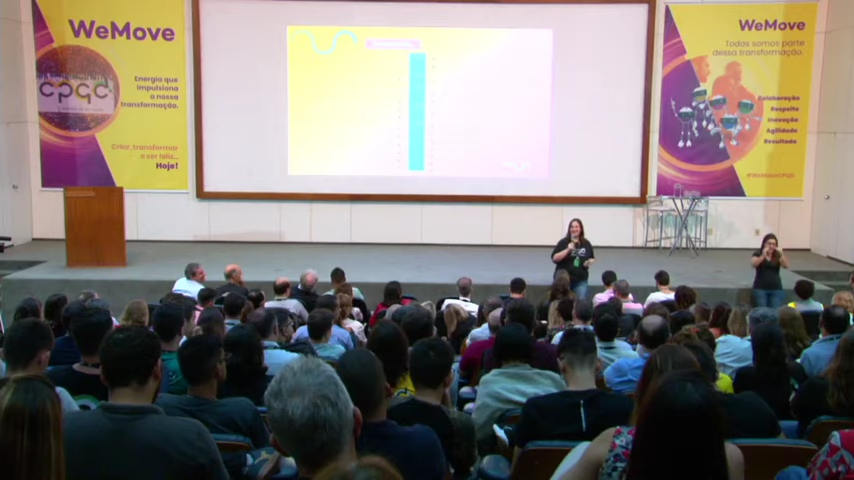 WeMove
cpqd
Energia que
impulsiona
a nossa
transformação.
Criar, transformar
e ser feliz...
Hoje!
WeMove
Todos somos parte
dessa transformação.
Colaboração
Respeito
Inovação
Agilidade
Resultado